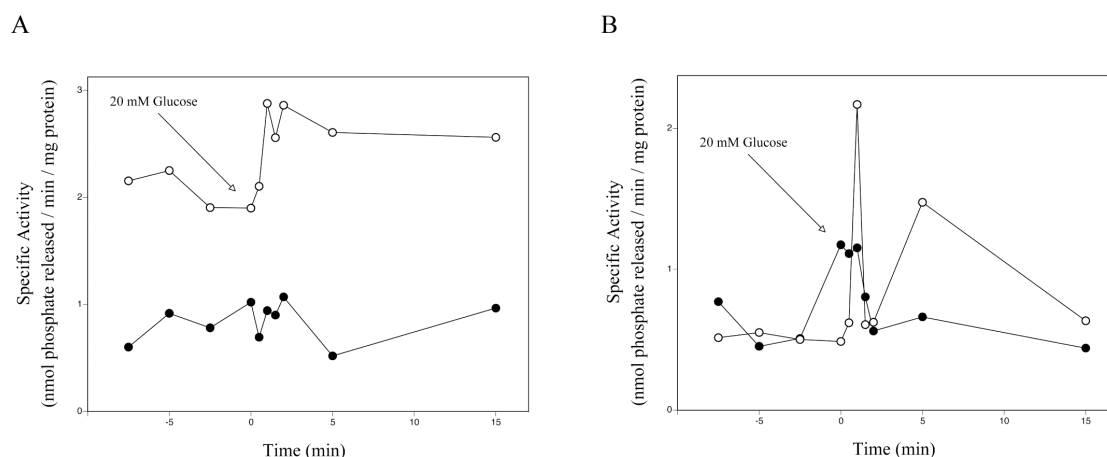 A
B
Specific Activity
(nmol phosphate released / min / mg protein)
3
2
1
0
20 mM Glucose
-5
0
5
15
Time (min)
Specific Activity
(nmol phosphate released / min / mg protein)
2
1
0
20 mM Glucose
-5
0
5
15
Time (min)